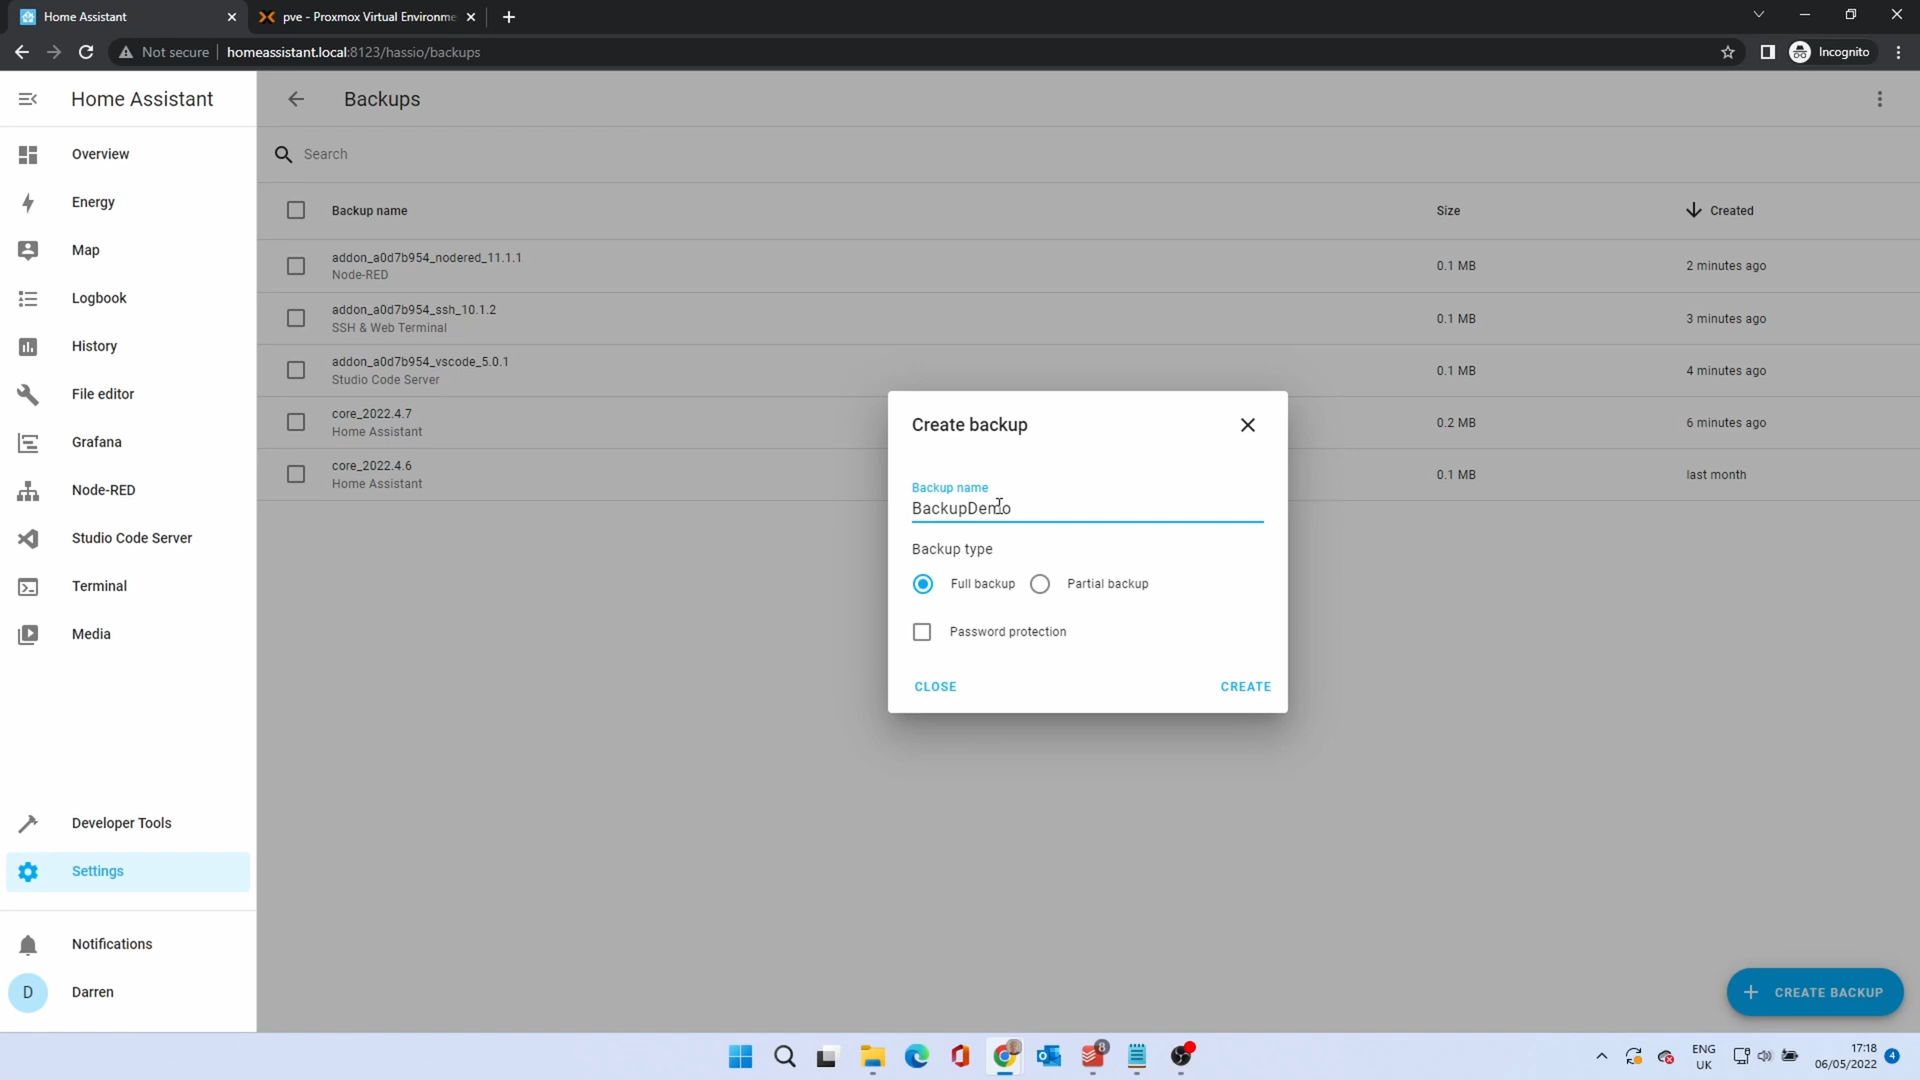 Home Assistant
pve - Proxmox Virtual Environme
Not secure
homeassistant.local:8123/hassio/backups
Incognito
Home Assistant
Backups
Overview
Energy
Map
Logbook
History
File editor
Grafana
Node-RED
Studio Code Server
Terminal
Media
Developer Tools
Settings
Notifications
D
Darren
Search
Backup name
Size
Created
addon_a0d7b954_nodered_11.1.1
Node-RED
0.1 MB
2 minutes ago
addon_a0d7b954_ssh_10.1.2
SSH & Web Terminal
0.1 MB
3 minutes ago
addon_a0d7b954_vscode_5.0.1
Studio Code Server
0.1 MB
4 minutes ago
core_2022.4.7
Home Assistant
0.2 MB
6 minutes ago
core_2022.4.6
Home Assistant
0.1 MB
last month
Create backup
Backup name
BackupDemo
Backup type
Full backup
Partial backup
Password protection
CLOSE
CREATE
CREATE BACKUP
8
ENG
UK
17:18
06/05/2022
4